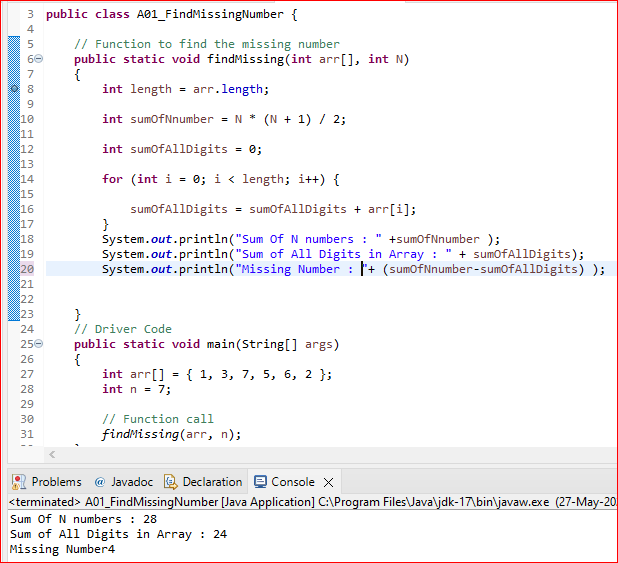 3 public class A01_FindMissingNumber {
4
5 // Function to find the missing number
6 public static void findMissing(int arr[], int N)
7 {
8 int length = arr.length;
9
10 int sumOfNnumber = N * (N + 1) / 2;
11
12 int sumOfAllDigits = 0;
13
14 for (int i = 0; i < length; i++) {
15
16 sumOfAllDigits = sumOfAllDigits + arr[i];
17 }
18 System.out.println("Sum Of N numbers : " +sumOfNnumber );
19 System.out.println("Sum of All Digits in Array : " + sumOfAllDigits);
20 System.out.println("Missing Number : "+ (sumOfNnumber-sumOfAllDigits) );
21
22
23 }
24 // Driver Code
25 public static void main(String[] args)
26 {
27 int arr[] = { 1, 3, 7, 5, 6, 2 };
28 int n = 7;
29
30 // Function call
31 findMissing(arr, n);
Problems @ Javadoc Declaration Console
<terminated> A01_FindMissingNumber [Java Application] C:\Program Files\Java\jdk-17\bin\javaw.exe (27-May-20
Sum Of N numbers : 28
Sum of All Digits in Array : 24
Missing Number4